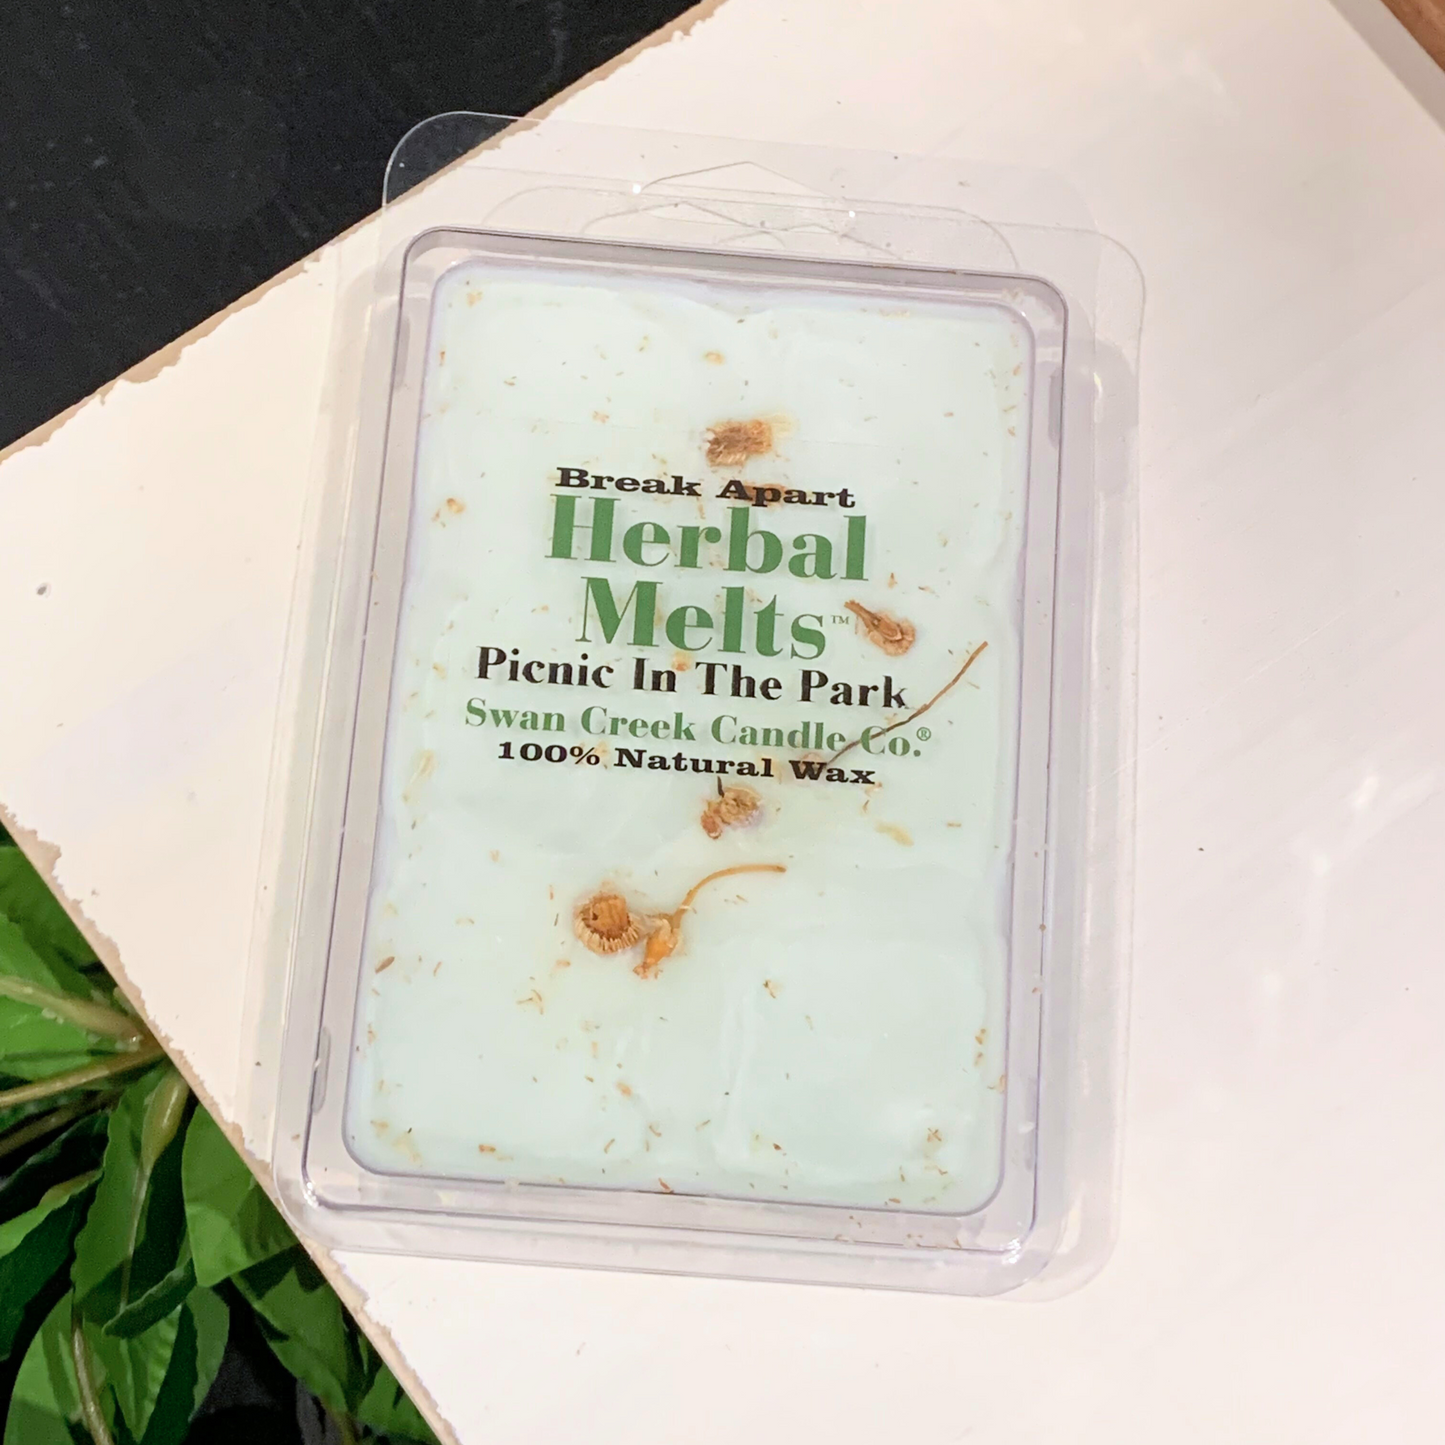 Break Apart
Herbal
Melts™
Picnic In The Park
Swan Creek Candle Co.®
100% Natural Wax